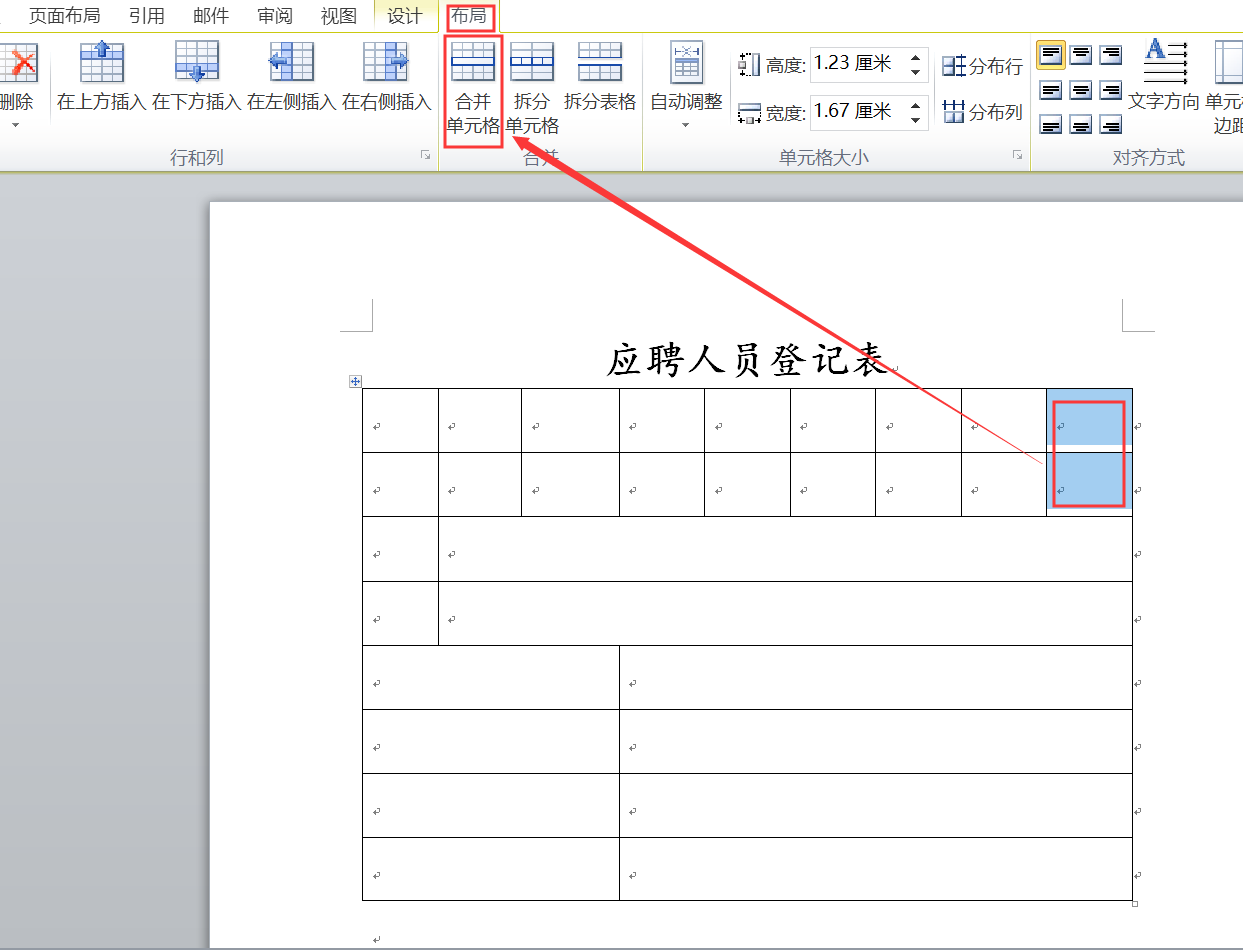 页面布局 引用 邮件 审阅 视图 设计 布局
删除 在上方插入 在下方插入 在左侧插入 在右侧插入 合并 拆分 拆分表格 自动调整 高度: 1.23 厘米 分布行 文字方向 单元格
单元格 单元格 宽度: 1.67 厘米 分布列 边距
行和列 合并 单元格大小 对齐方式
应聘人员登记表